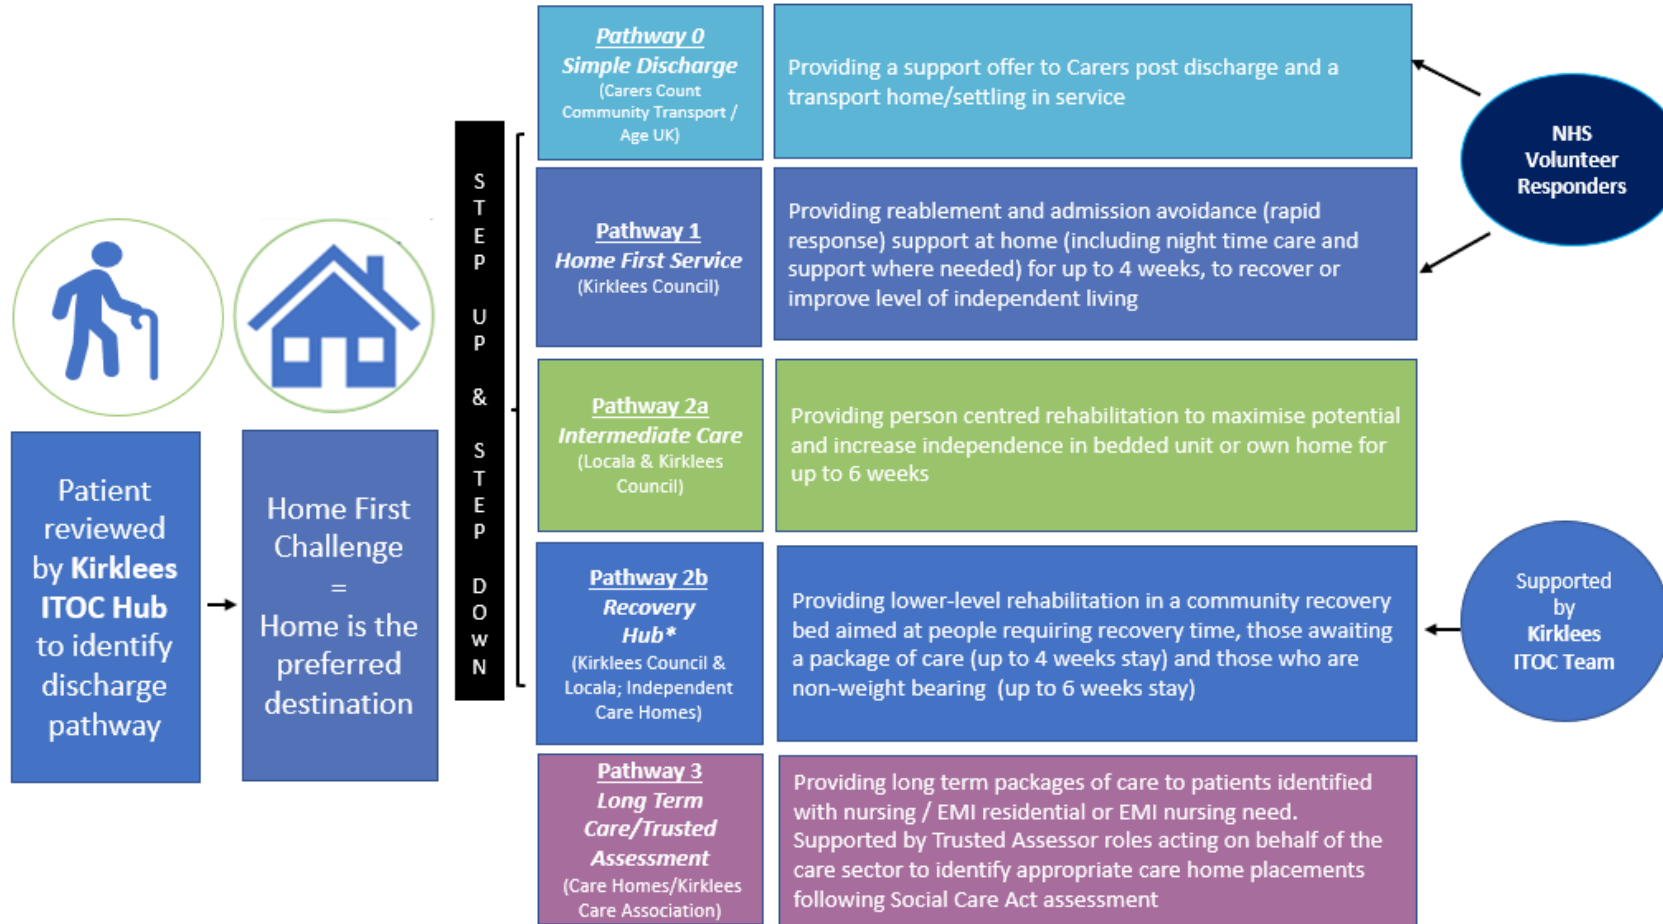 Patient
reviewed
by Kirklees
ITOC Hub
to identify
discharge
pathway
Home First
Challenge
=
Home is the
preferred
destination
STEP UP & STEP DOwN
Pathway 0
Simple Discharge
(Carers Count
Community Transport /
Age UK)
Providing a support offer to Carers post discharge and a
transport home/settling in service
Pathway 1
Home First Service
(Kirklees Council)
Providing reablement and admission avoidance (rapid
response) support at home (including night time care and
support where needed) for up to 4 weeks, to recover or
improve level of independent living
Pathway 2a
Intermediate Care
(Locala & Kirklees
Council)
Providing person centred rehabilitation to maximise potential
and increase independence in bedded unit or own home for
up to 6 weeks
Pathway 2b
Recovery
Hub*
(Kirklees Council &
Locala; Independent
Care Homes)
Providing lower-level rehabilitation in a community recovery
bed aimed at people requiring recovery time, those awaiting
a package of care (up to 4 weeks stay) and those who are
non-weight bearing (up to 6 weeks stay)
Pathway 3
Long Term
Care/Trusted
Assessment
(Care Homes/Kirklees
Care Association)
Providing long term packages of care to patients identified
with nursing / EMI residential or EMI nursing need.
Supported by Trusted Assessor roles acting on behalf of the
care sector to identify appropriate care home placements
following Social Care Act assessment
NHS
Volunteer
Responders
Supported
by
Kirklees
ITOC Team